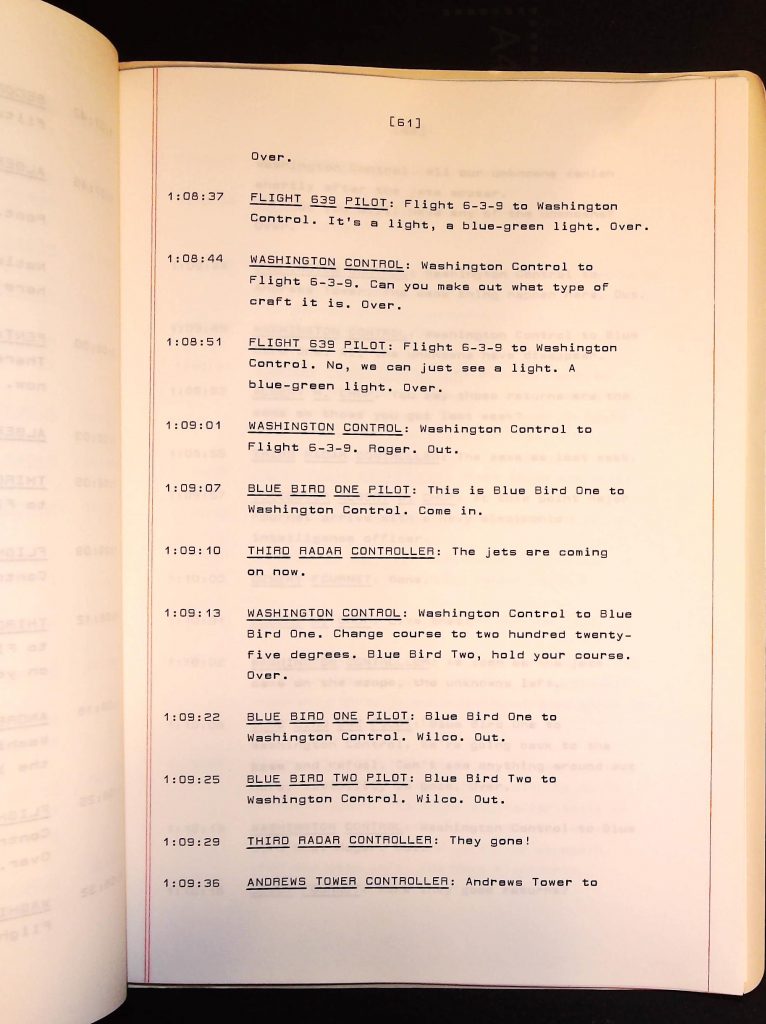 [61]
Over.
1:08:37 FLIGHT 639 PILOT: Flight 6-3-9 to Washington
Control. It's a light, a blue-green light. Over.
1:08:44 WASHINGTON CONTROL: Washington Control to
Flight 6-3-9. Can you make out what type of
craft it is. Over.
1:08:51 FLIGHT 639 PILOT: Flight 6-3-9 to Washington
Control. No, we can just see a light. A
blue-green light. Over.
1:09:01 WASHINGTON CONTROL: Washington Control to
Flight 6-3-9. Roger. Out.
1:09:07 BLUE BIRD ONE PILOT: This is Blue Bird One to
Washington Control. Come in.
1:09:10 THIRD RADAR CONTROLLER: The jets are coming
on now.
1:09:13 WASHINGTON CONTROL: Washington Control to Blue
Bird One. Change course to two hundred twenty-
five degrees. Blue Bird Two, hold your course.
Over.
1:09:22 BLUE BIRD ONE PILOT: Blue Bird One to
Washington Control. Wilco. Out.
1:09:25 BLUE BIRD TWO PILOT: Blue Bird Two to
Washington Control. Wilco. Out.
1:09:29 THIRD RADAR CONTROLLER: They gone!
1:09:36 ANDREWS TOWER CONTROLLER: Andrews Tower to